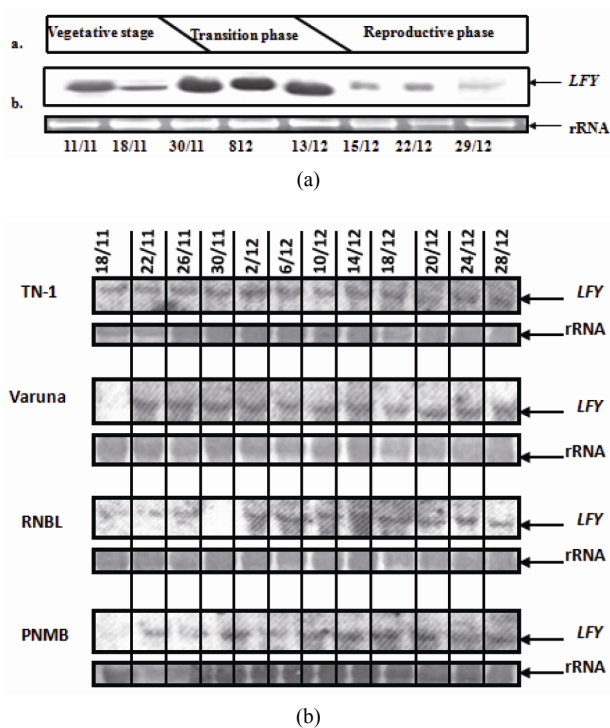 a. Vegetative stage Transition phase Reproductive phase
b. LFY
rRNA
11/11 18/11 30/11 812 13/12 15/12 22/12 29/12
(a)
18/11 22/11 26/11 30/11 2/12 6/12 10/12 14/12 18/12 20/12 24/12 28/12
TN-1 LFY
rRNA
Varuna LFY
rRNA
RNBL LFY
rRNA
PNMB LFY
rRNA
(b)